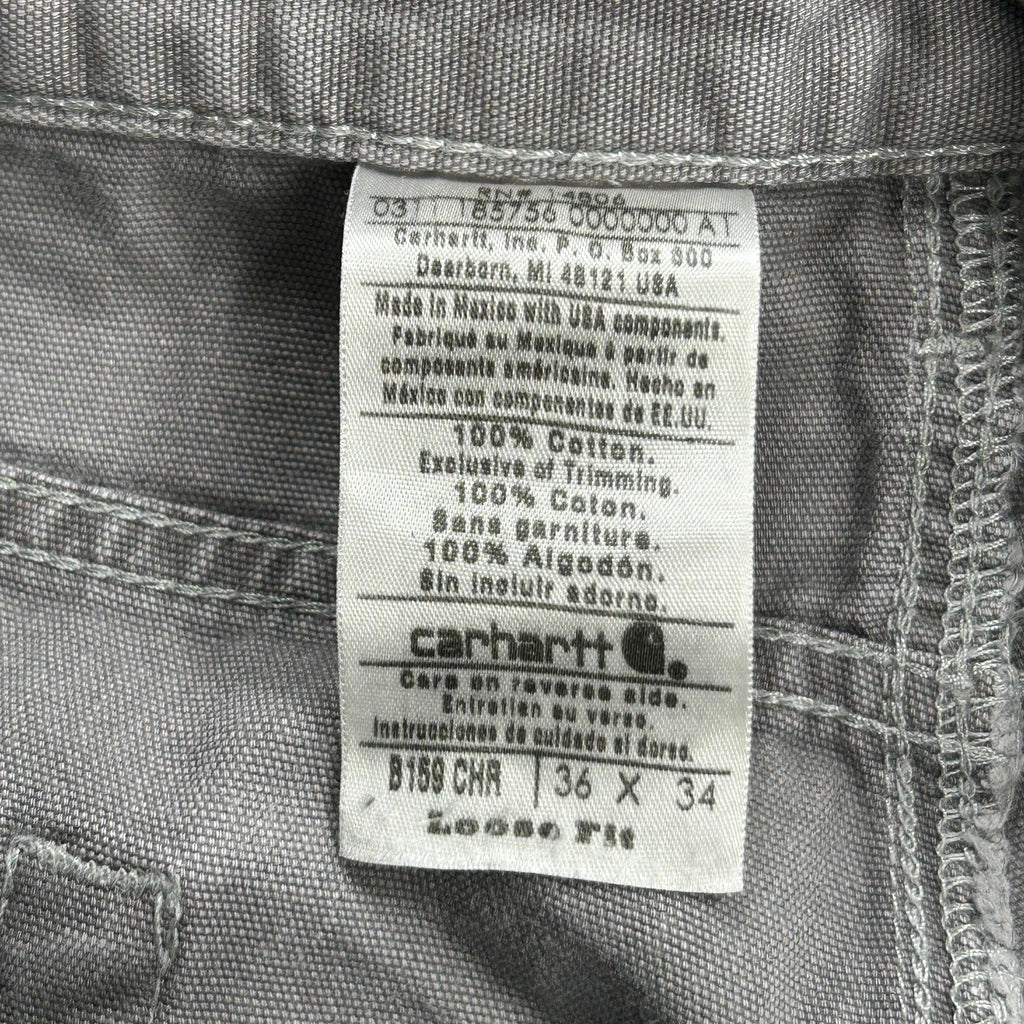 RN# 14806
0311 185756 0000000 A1
Carhartt, Inc. P. O. Box 600
Dearborn, MI 48121 USA
Made in Mexico with USA components.
Fabriqué au Mexique à partir de
composants américains. Hecho en
México con componentes de EE.UU.
100% Cotton.
Exclusive of Trimming.
100% Coton.
Sans garniture.
100% Algodón.
Sin incluir adorno.
carhartt
Care on reverse side.
Entretien au verso.
Instrucciones de cuidado al dorso.
B159 CHR 36 X 34
Loose Fit